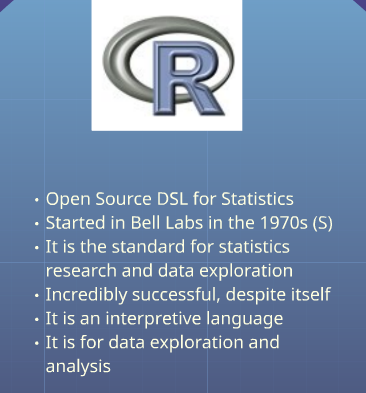 R
• Open Source DSL for Statistics
• Started in Bell Labs in the 1970s (S)
• It is the standard for statistics
research and data exploration
• Incredibly successful, despite itself
• It is an interpretive language
• It is for data exploration and
analysis